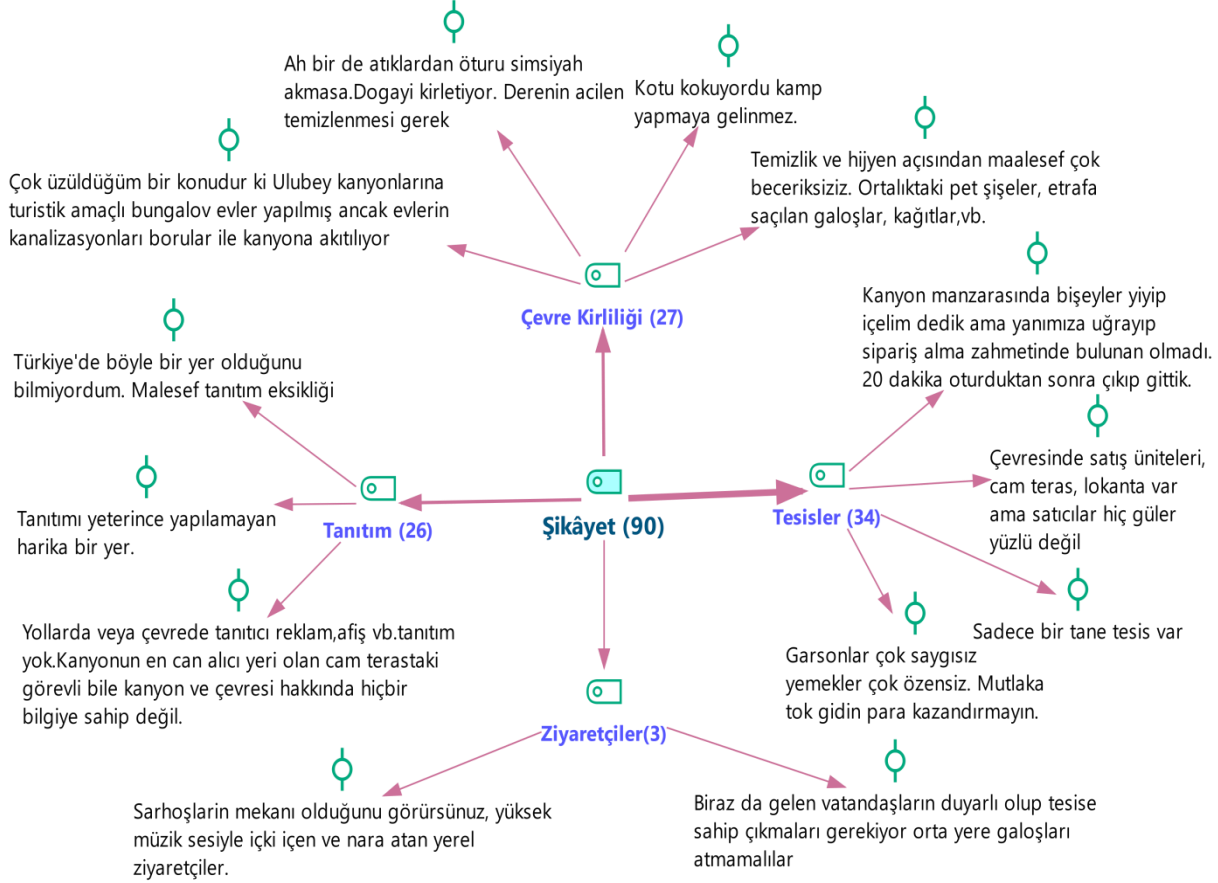 Ah bir de atıklardan öturu simsiyah
akmasa.Dogayi kirletiyor. Derenin acilen
temizlenmesi gerek
Kotu kokuyordu kamp
yapmaya gelinmez.
Temizlik ve hijyen açısından maalesef çok
beceriksiziz. Ortalıktaki pet şişeler, etrafa
saçılan galoşlar, kağıtlar,vb.
Çok üzüldüğüm bir konudur ki Ulubey kanyonlarına
turistik amaçlı bungalov evler yapılmış ancak evlerin
kanalizasyonları borular ile kanyona akıtılıyor
Çevre Kirliliği (27)
Kanyon manzarasında bişeyler yiyip
içelim dedik ama yanımıza uğrayıp
sipariş alma zahmetinde bulunan olmadı.
20 dakika oturduktan sonra çıkıp gittik.
Türkiye'de böyle bir yer olduğunu
bilmiyordum. Malesef tanıtım eksikliği
Çevresinde satış üniteleri,
cam teras, lokanta var
ama satıcılar hiç güler
yüzlü değil
Tanıtımı yeterince yapılamayan
harika bir yer.
Tanıtım (26)
Şikâyet (90)
Tesisler (34)
Sadece bir tane tesis var
Garsonlar çok saygısız
yemekler çok özensiz. Mutlaka
tok gidin para kazandırmayın.
Yollarda veya çevrede tanıtıcı reklam,afiş vb.tanıtım
yok.Kanyonun en can alıcı yeri olan cam terastaki
görevli bile kanyon ve çevresi hakkında hiçbir
bilgiye sahip değil.
Ziyaretçiler(3)
Sarhoşlarin mekanı olduğunu görürsünuz, yüksek
müzik sesiyle içki içen ve nara atan yerel
ziyaretçiler.
Biraz da gelen vatandaşların duyarlı olup tesise
sahip çıkmaları gerekiyor orta yere galoşları
atmamalılar